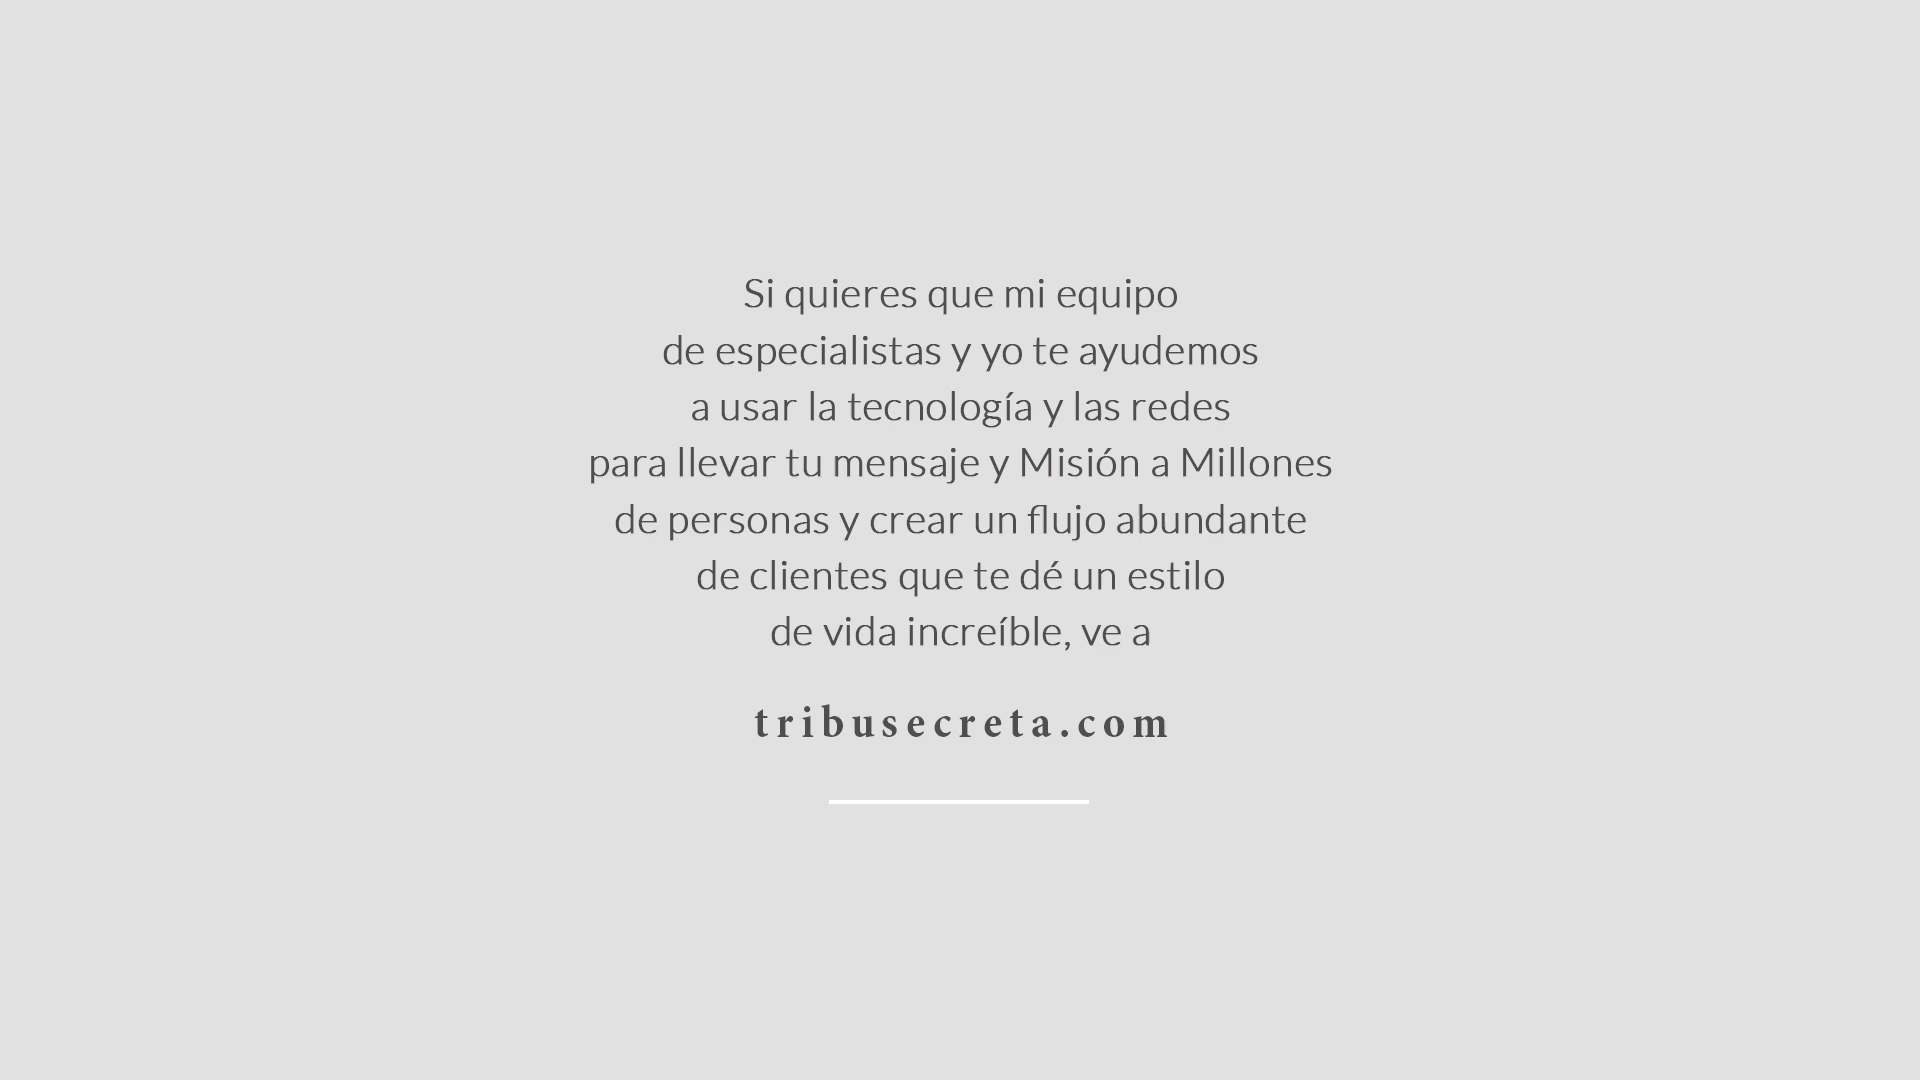 Si quieres que mi equipo
de especialistas y yo te ayudemos
a usar la tecnología y las redes
para llevar tu mensaje y Misión a Millones
de personas y crear un flujo abundante
de clientes que te dé un estilo
de vida increíble, ve a
tribusecreta.com